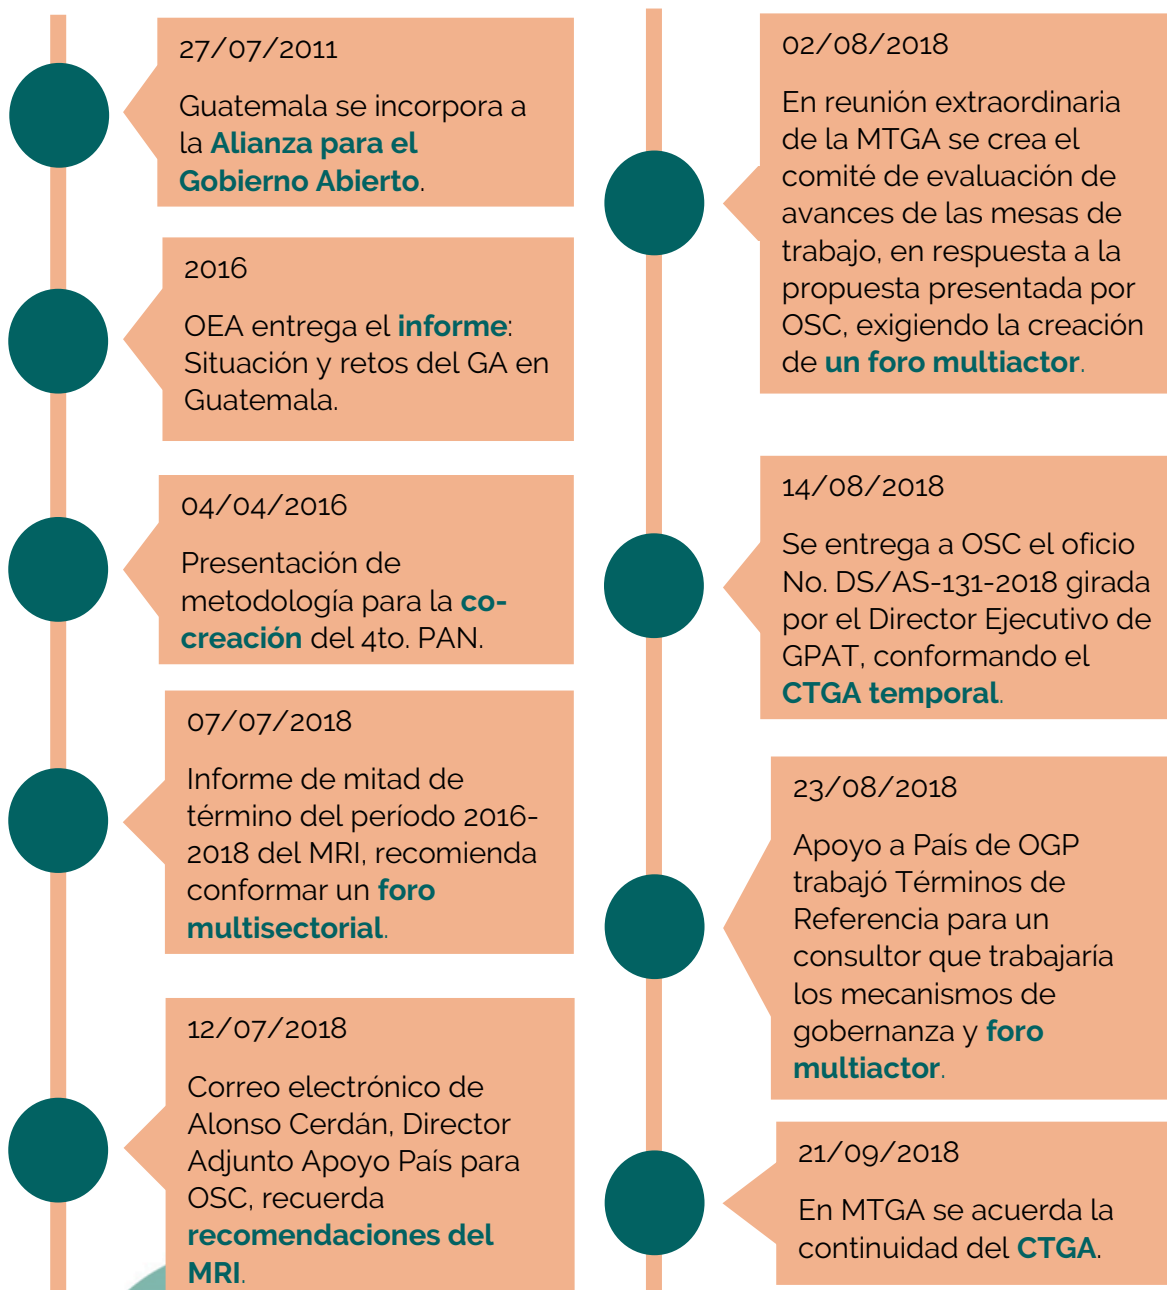 27/07/2011
Guatemala se incorpora a
la Alianza para el
Gobierno Abierto.
2016
OEA entrega el informe:
Situación y retos del GA en
Guatemala.
04/04/2016
Presentación de
metodología para la co-
creación del 4to. PAN.
07/07/2018
Informe de mitad de
término del período 2016-
2018 del MRI, recomienda
conformar un foro
multisectorial.
12/07/2018
Correo electrónico de
Alonso Cerdán, Director
Adjunto Apoyo País para
OSC, recuerda
recomendaciones del
MRI.
02/08/2018
En reunión extraordinaria
de la MTGA se crea el
comité de evaluación de
avances de las mesas de
trabajo, en respuesta a la
propuesta presentada por
OSC, exigiendo la creación
de un foro multiactor.
14/08/2018
Se entrega a OSC el oficio
No. DS/AS-131-2018 girada
por el Director Ejecutivo de
GPAT, conformando el
CTGA temporal.
23/08/2018
Apoyo a País de OGP
trabajó Términos de
Referencia para un
consultor que trabajaría
los mecanismos de
gobernanza y foro
multiactor.
21/09/2018
En MTGA se acuerda la
continuidad del CTGA.